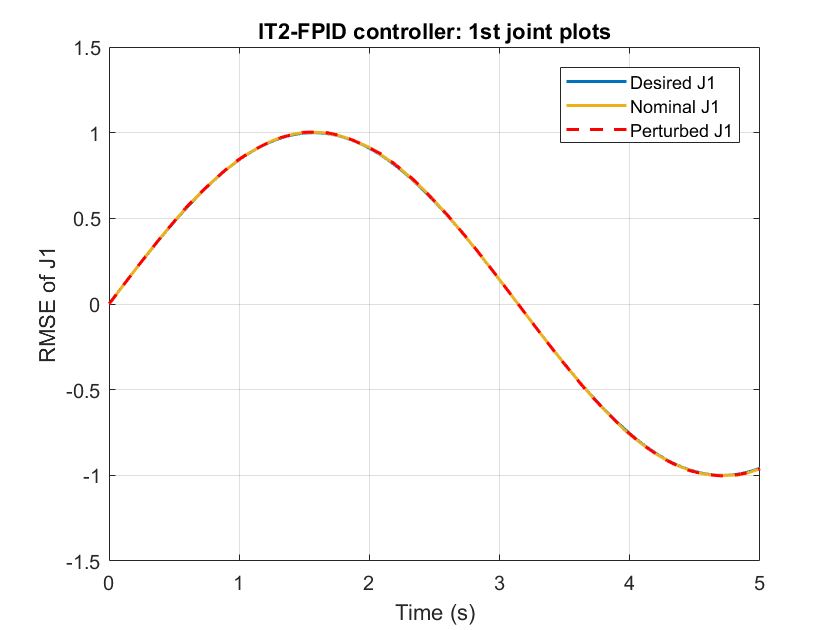 IT2-FPID controller: 1st joint plots
Desired J1
Nominal J1
Perturbed J1
RMSE of J1
1.5
1
0.5
0
-0.5
-1
-1.5
0
1
2
3
4
5
Time (s)